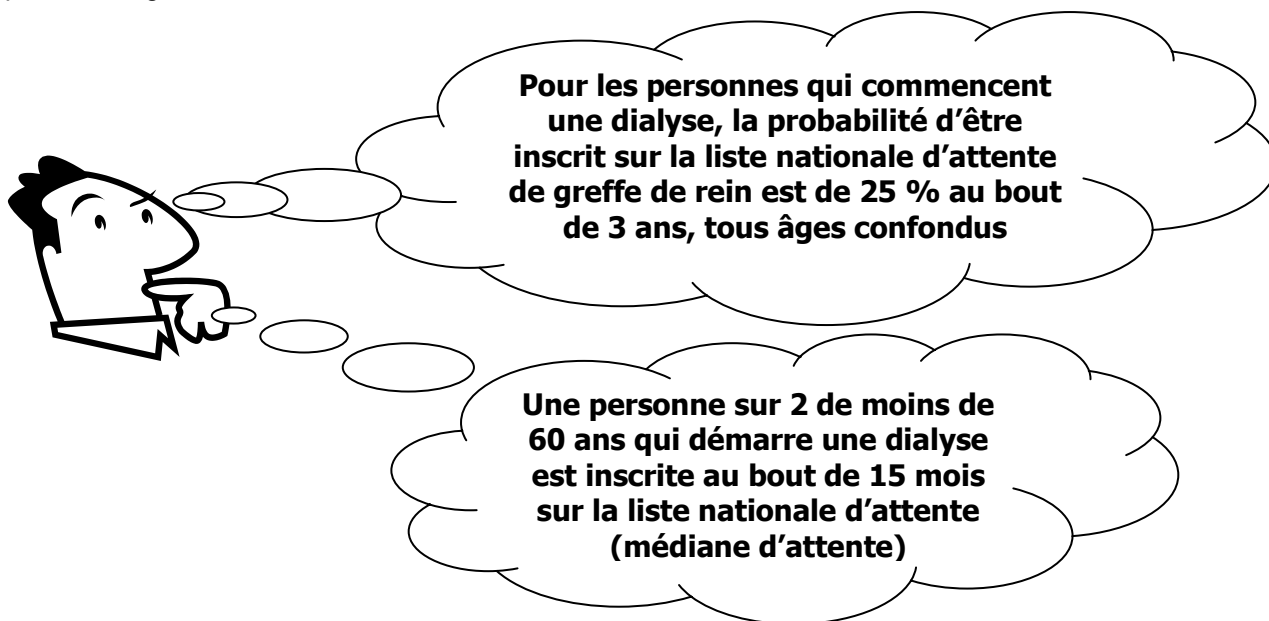 Pour les personnes qui commencent
une dialyse, la probabilité d’être
inscrit sur la liste nationale d’attente
de greffe de rein est de 25 % au bout
de 3 ans, tous âges confondus
Une personne sur 2 de moins de
60 ans qui démarre une dialyse
est inscrite au bout de 15 mois
sur la liste nationale d’attente
(médiane d’attente)